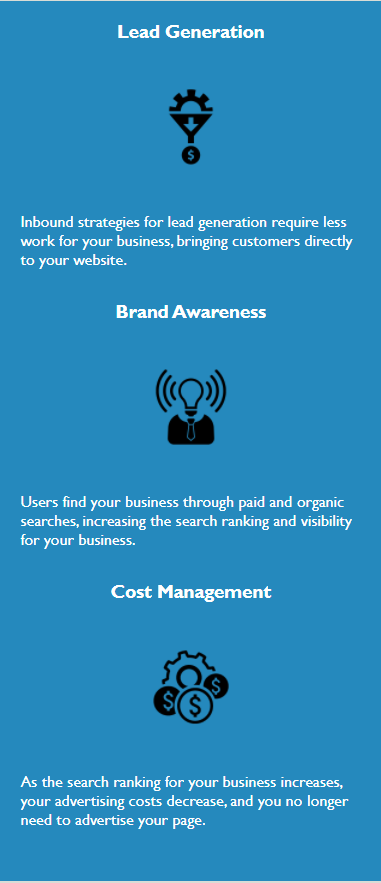 Lead Generation
$
Inbound strategies for lead generation require less
work for your business, bringing customers directly
to your website.
Brand Awareness
Users find your business through paid and organic
searches, increasing the search ranking and visibility
for your business.
Cost Management
$ $ $
As the search ranking for your business increases,
your advertising costs decrease, and you no longer
need to advertise your page.